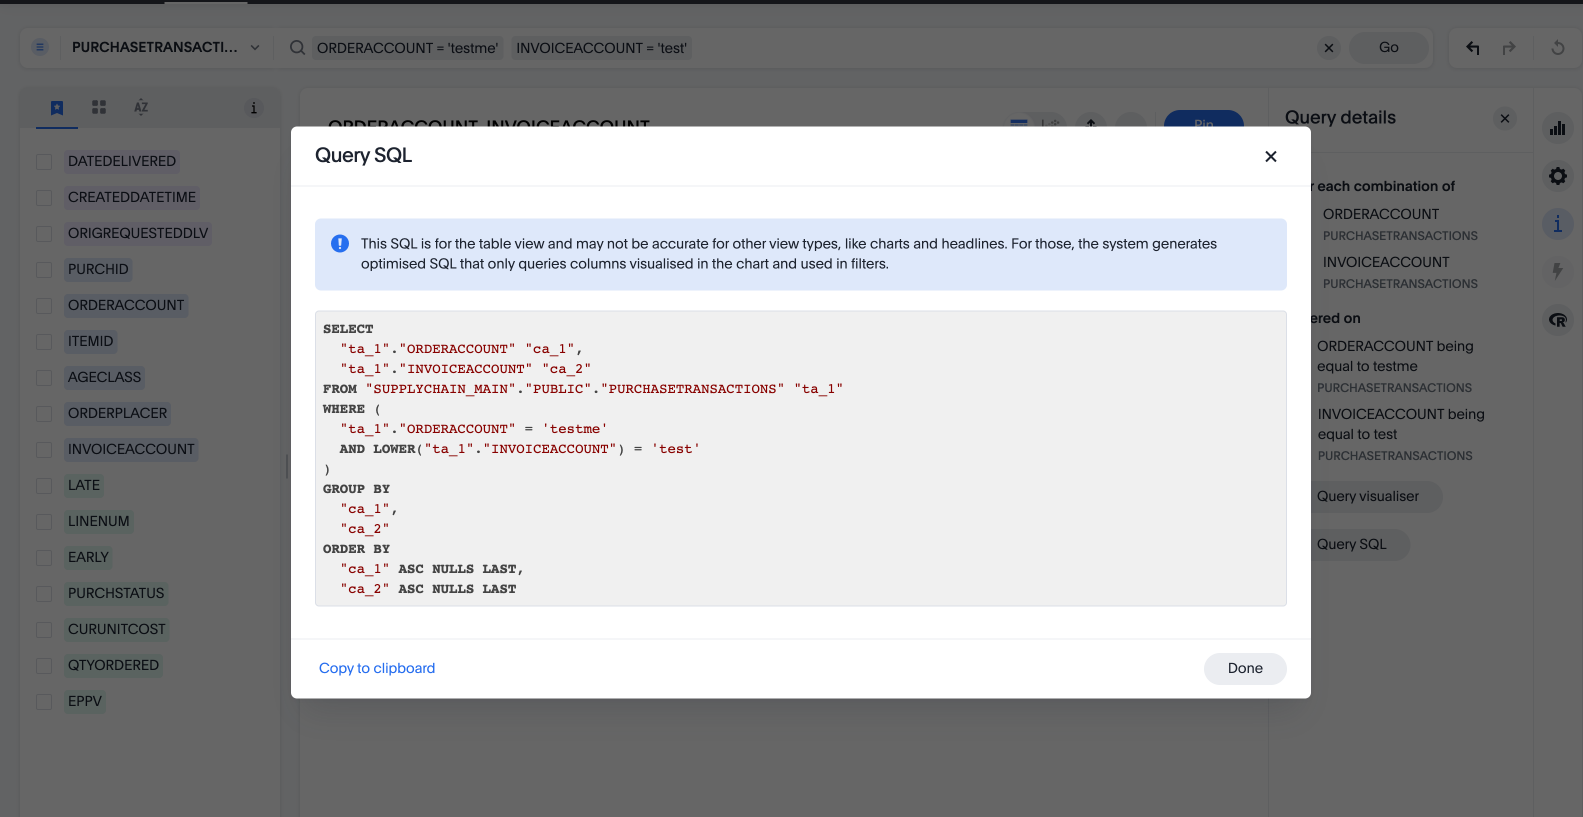 PURCHASETRANSACTI...
ORDERACCOUNT = 'testme' INVOICEACCOUNT = 'test'
Go
DATEDELIVERED
CREATEDDATETIME
ORIGREQUESTEDDLV
PURCHID
ORDERACCOUNT
ITEMID
AGECLASS
ORDERPLACER
INVOICEACCOUNT
LATE
LINENUM
EARLY
PURCHSTATUS
CURUNITCOST
QTYORDERED
EPPV
ORDERACCOUNT, INVOICEACCOUNT
Pin
Query SQL
This SQL is for the table view and may not be accurate for other view types, like charts and headlines. For those, the system generates
optimised SQL that only queries columns visualised in the chart and used in filters.
SELECT
"ta_1"."ORDERACCOUNT" "ca_1",
"ta_1"."INVOICEACCOUNT" "ca_2"
FROM "SUPPLYCHAIN_MAIN"."PUBLIC"."PURCHASETRANSACTIONS" "ta_1"
WHERE (
"ta_1"."ORDERACCOUNT" = 'testme'
AND LOWER("ta_1"."INVOICEACCOUNT") = 'test'
)
GROUP BY
"ca_1",
"ca_2"
ORDER BY
"ca_1" ASC NULLS LAST,
"ca_2" ASC NULLS LAST
Copy to clipboard
Done
Query details
each combination of
ORDERACCOUNT
PURCHASETRANSACTIONS
INVOICEACCOUNT
PURCHASETRANSACTIONS
ered on
ORDERACCOUNT being
equal to testme
PURCHASETRANSACTIONS
INVOICEACCOUNT being
equal to test
PURCHASETRANSACTIONS
Query visualiser
Query SQL